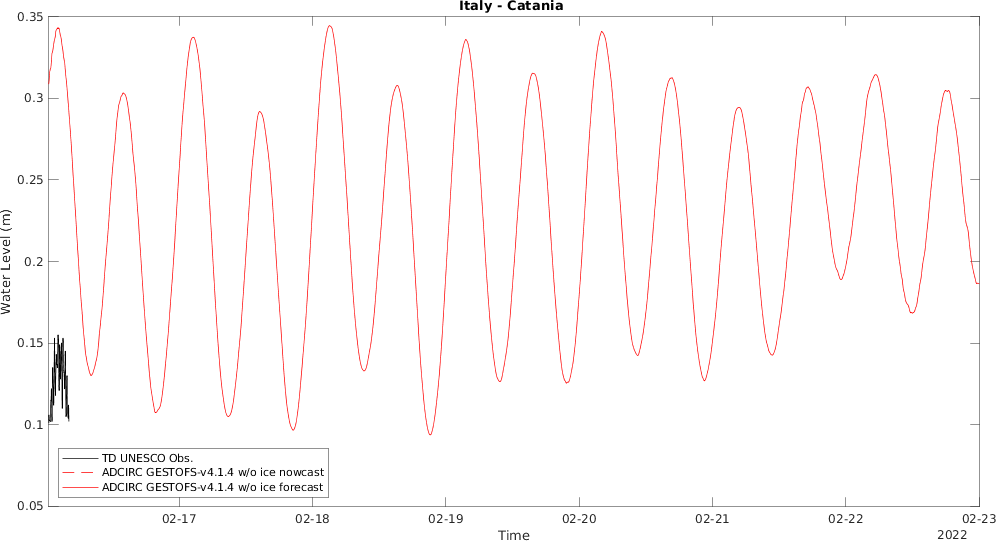 Italy - Catania
0.35
0.3
0.25
0.2
0.15
0.1
0.05
Water Level (m)
TD UNESCO Obs.
ADCIRC GESTOFS-v4.1.4 w/o ice nowcast
ADCIRC GESTOFS-v4.1.4 w/o ice forecast
02-17 02-18 02-19 02-20 02-21 02-22 02-23
Time
2022